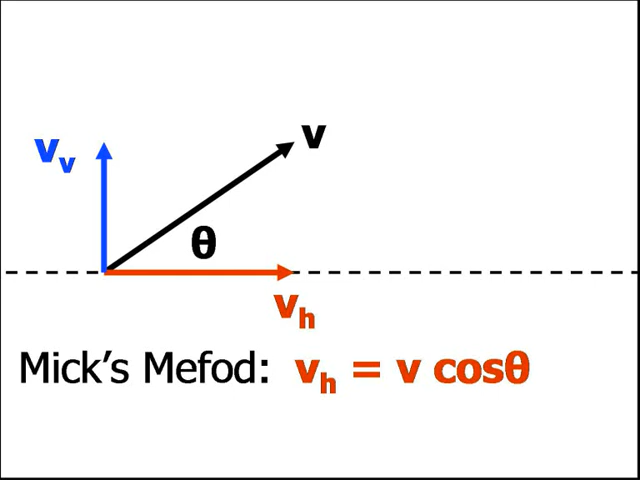 v
vᵥ
θ
vₕ
Mick's Mefod: vₕ = v cosθ